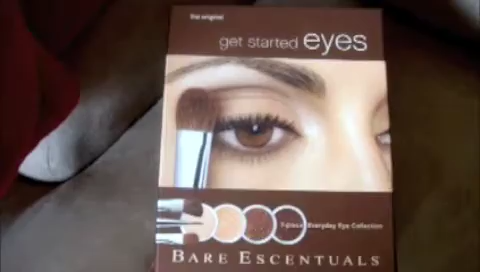 the original
get started eyes
7-piece Everyday Eye Collection
BARE ESCENTUALS